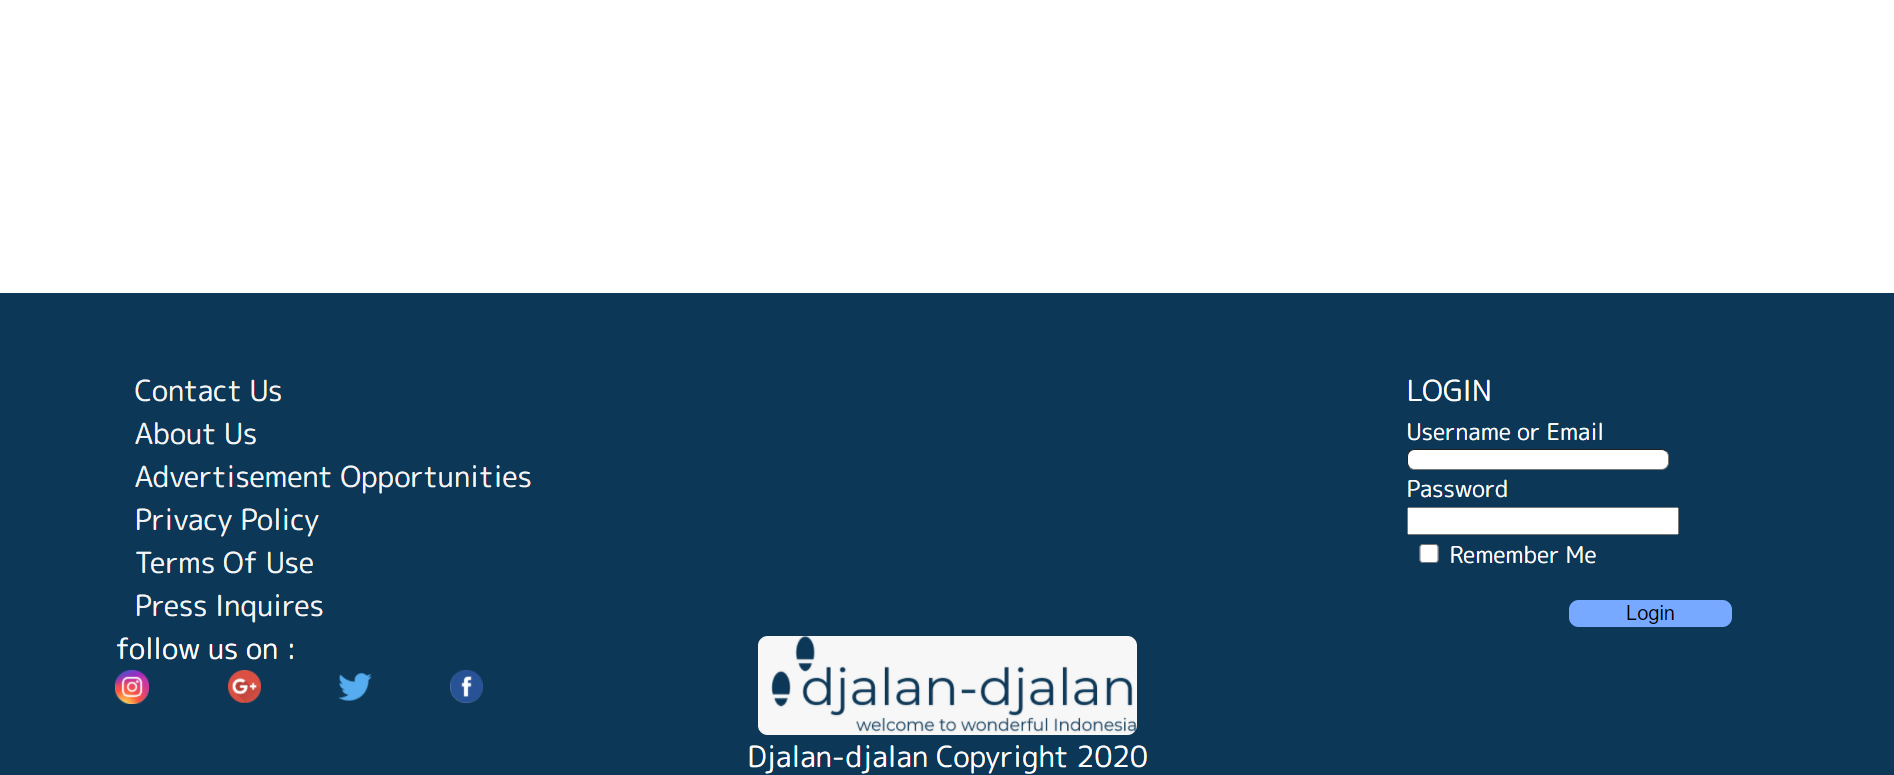 Contact Us
About Us
Advertisement Opportunities
Privacy Policy
Terms Of Use
Press Inquires
follow us on :
djalan-djalan
welcome to wonderful Indonesia
Djalan-djalan Copyright 2020
LOGIN
Username or Email
Password
Remember Me
Login